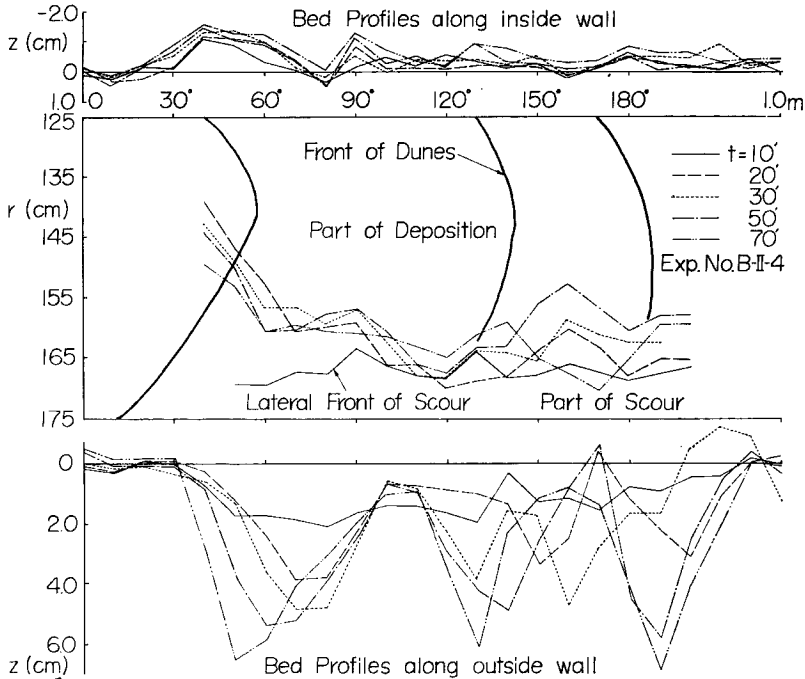 Bed Profiles along inside wall
-2.0
z (cm)
0
1.0
0 30° 60° 90° 120° 150° 180° 1.0m
125
135
r (cm)
145
155
165
175
Front of Dunes
Part of Deposition
t=10'
20'
30'
50'
70'
Exp. No. B-II-4
Lateral Front of Scour
Part of Scour
0
2.0
4.0
6.0
z (cm)
Bed Profiles along outside wall